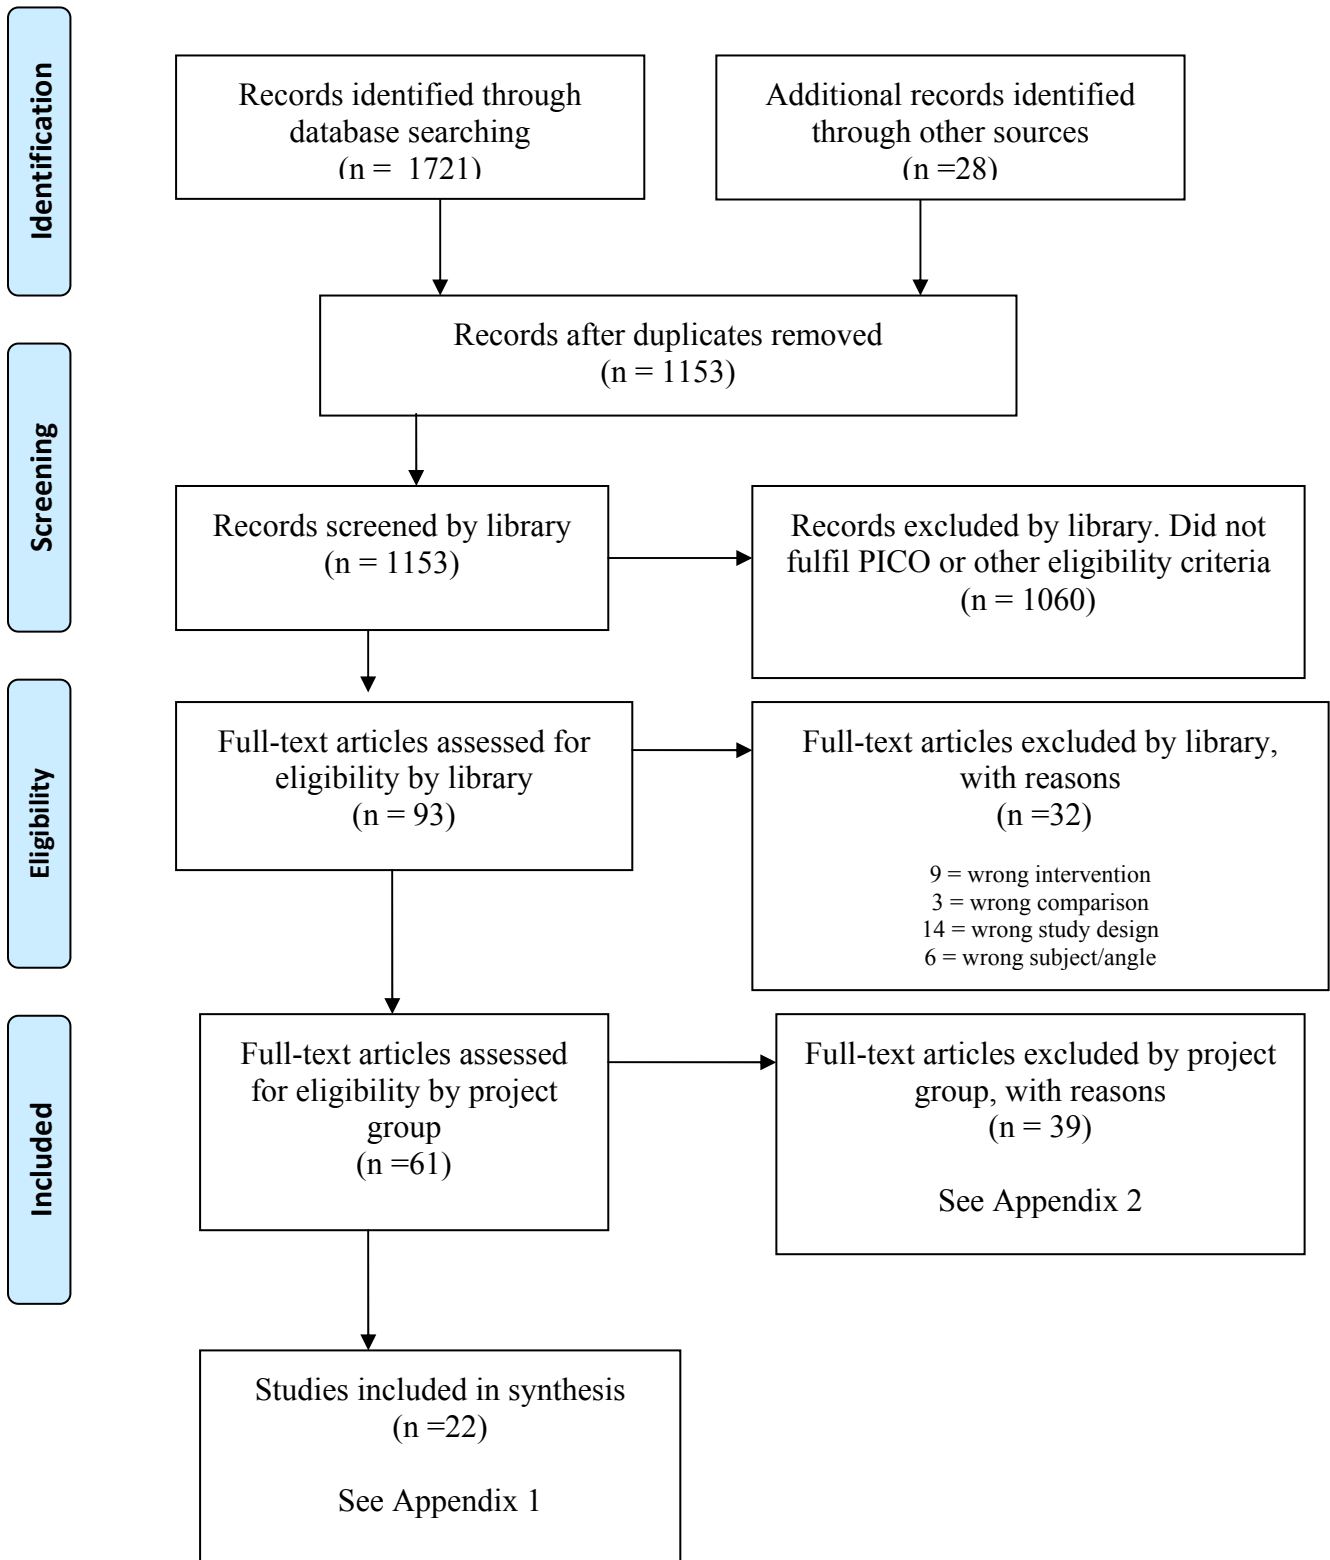 Identification
Records identified through
database searching
(n =  1721)
Additional records identified
through other sources
(n =28)
Records after duplicates removed
(n = 1153)
Screening
Records screened by library
(n = 1153)
Records excluded by library. Did not
fulfil PICO or other eligibility criteria
(n = 1060)
Eligibility
Full-text articles assessed for
eligibility by library
(n = 93)
Full-text articles excluded by library,
with reasons
(n =32)
9 = wrong intervention
3 = wrong comparison
14 = wrong study design
6 = wrong subject/angle
Included
Full-text articles assessed
for eligibility by project
group
(n =61)
Full-text articles excluded by project
group, with reasons
(n = 39)
See Appendix 2
Studies included in synthesis
(n =22)
See Appendix 1